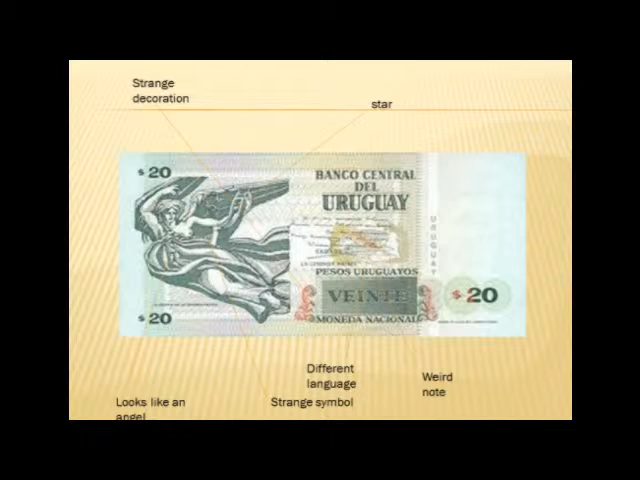 Strange
decoration
star
$20
BANCO CENTRAL
DEL
URUGUAY
URUGUAY
PESOS URUGUAYOS
VEINTE
$20
$20
MONEDA NACIONAL
Different
language
Weird
note
Looks like an
angel
Strange symbol